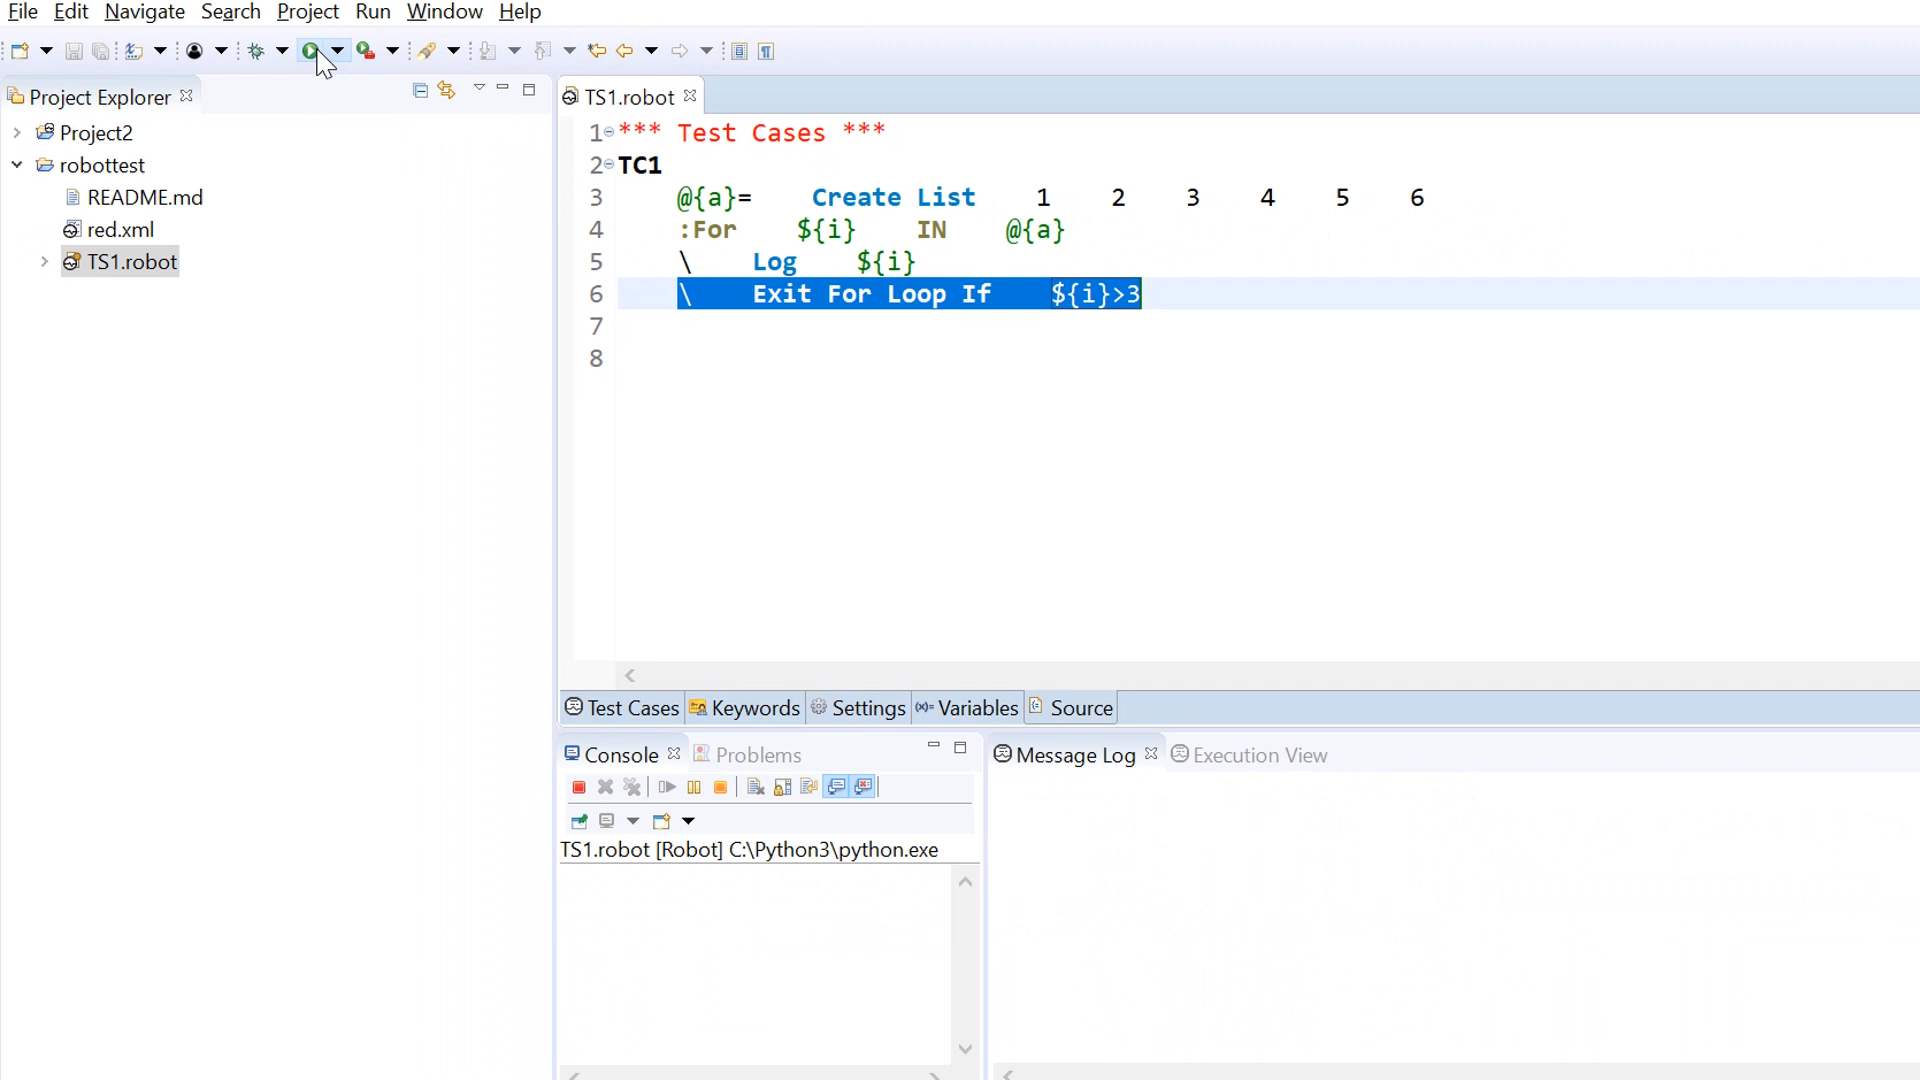 File Edit Navigate Search Project Run Window Help
Project Explorer
Project2
robottest
README.md
red.xml
TS1.robot
TS1.robot
1 *** Test Cases ***
2 TC1
3 @{a}= Create List 1 2 3 4 5 6
4 :For ${i} IN @{a}
5 \ Log ${i}
6 \ Exit For Loop If ${i}>3
7
8
Test Cases Keywords Settings Variables Source
Console Problems
TS1.robot [Robot] C:\Python3\python.exe
Message Log Execution View